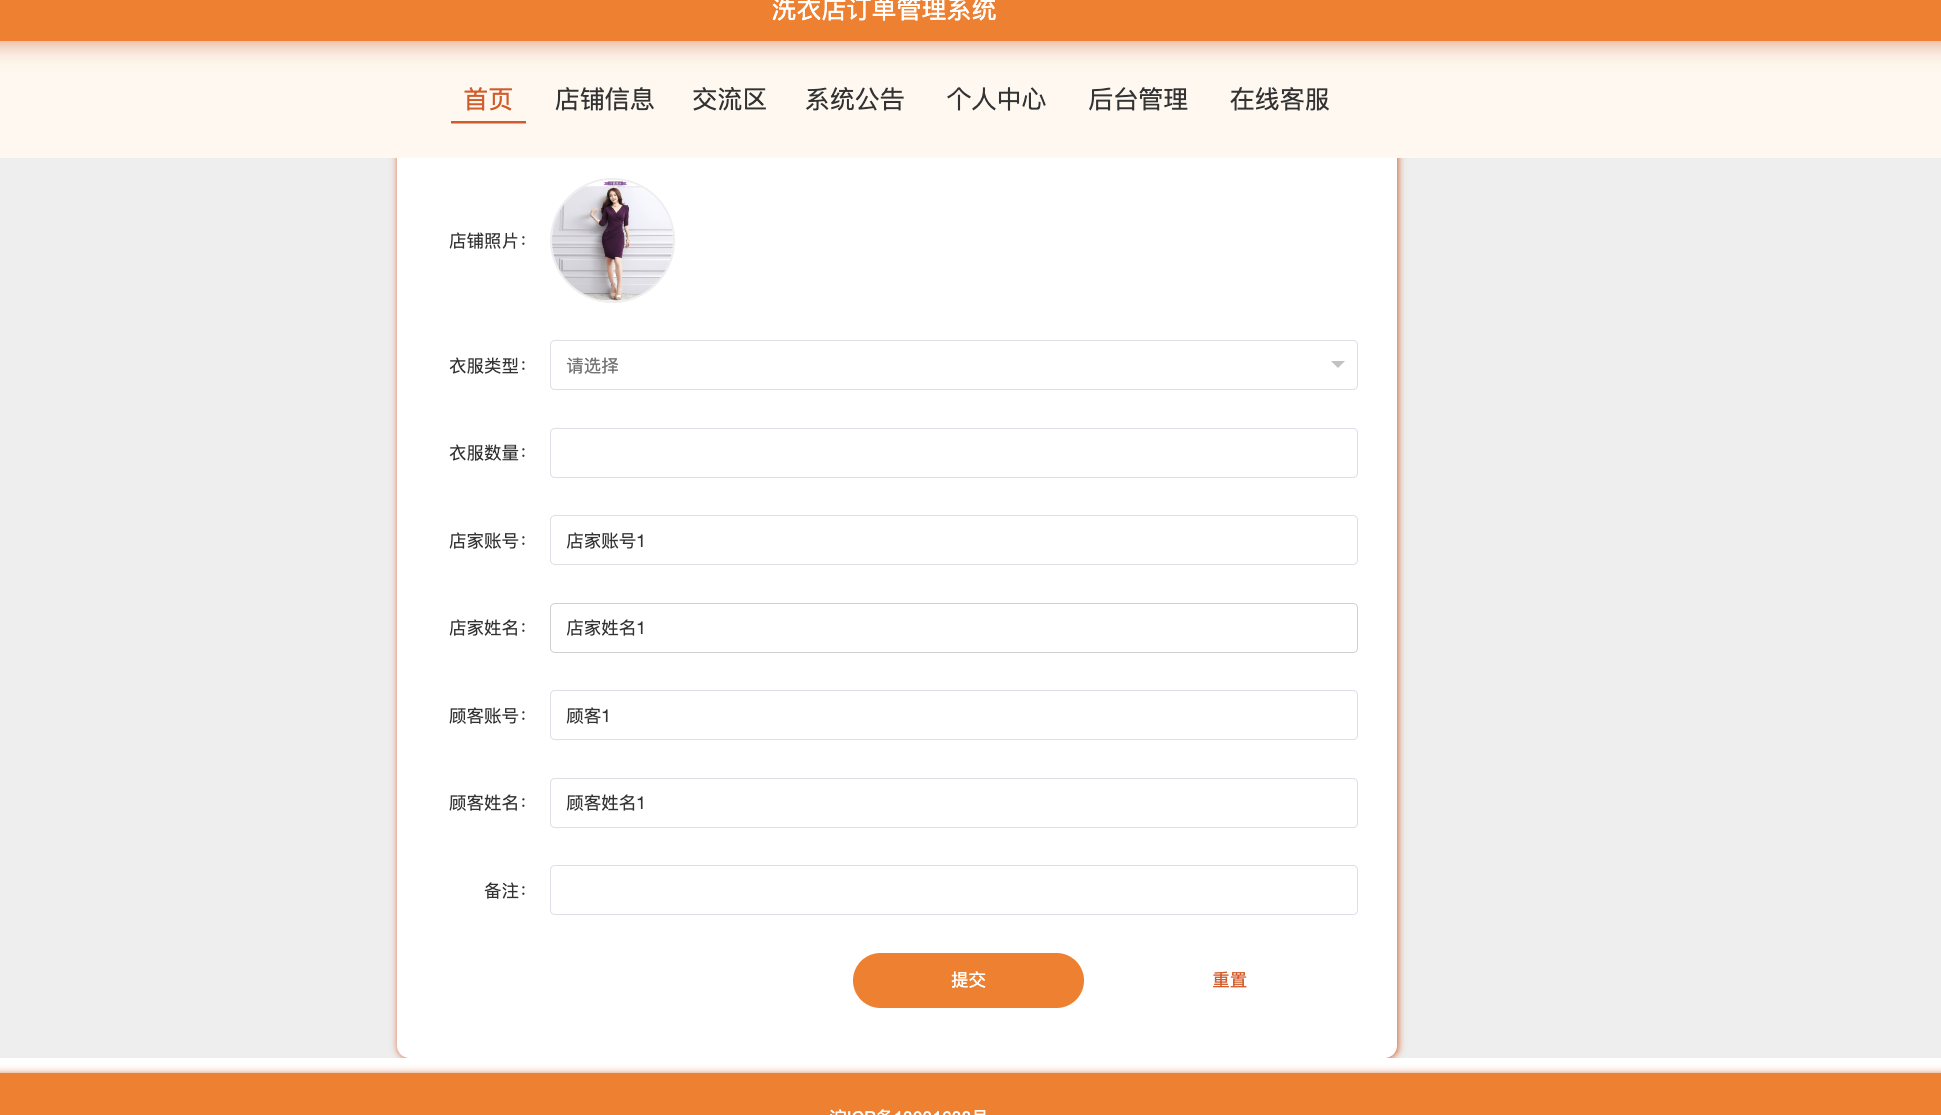 洗衣店订单管理系统
首页 店铺信息 交流区 系统公告 个人中心 后台管理 在线客服
店铺照片：
衣服类型： 请选择
衣服数量：
店家账号： 店家账号1
店家姓名： 店家姓名1
顾客账号： 顾客1
顾客姓名： 顾客姓名1
备注：
提交 重置